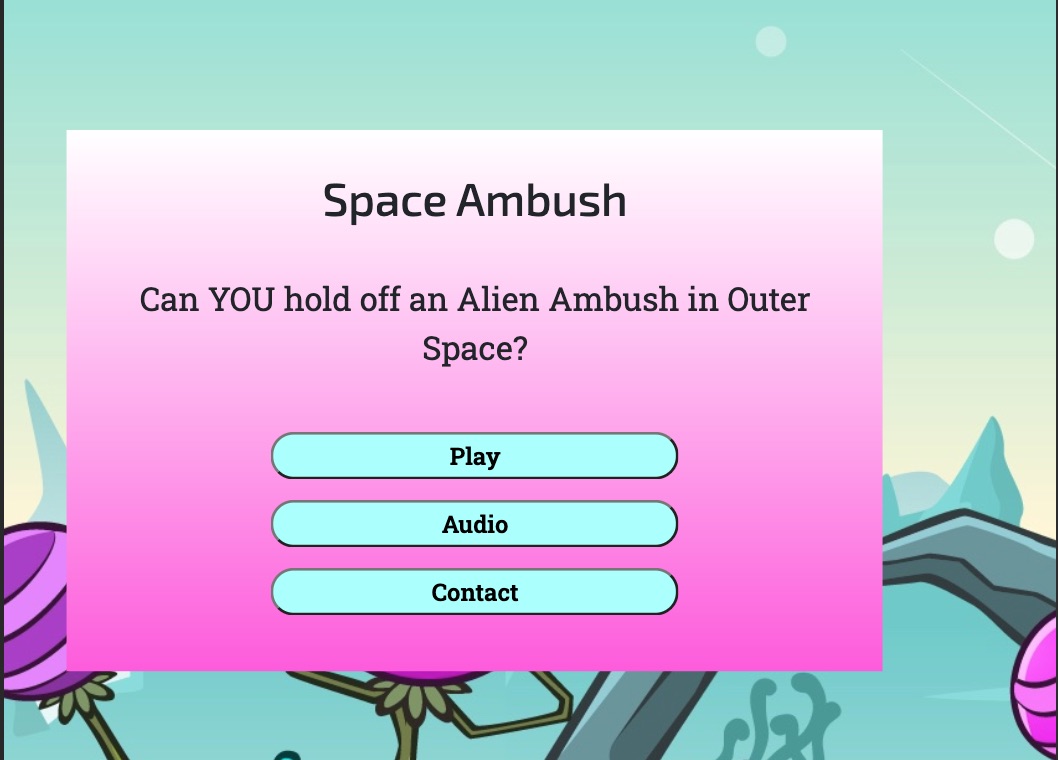 Space Ambush
Can YOU hold off an Alien Ambush in Outer
Space?
Play
Audio
Contact